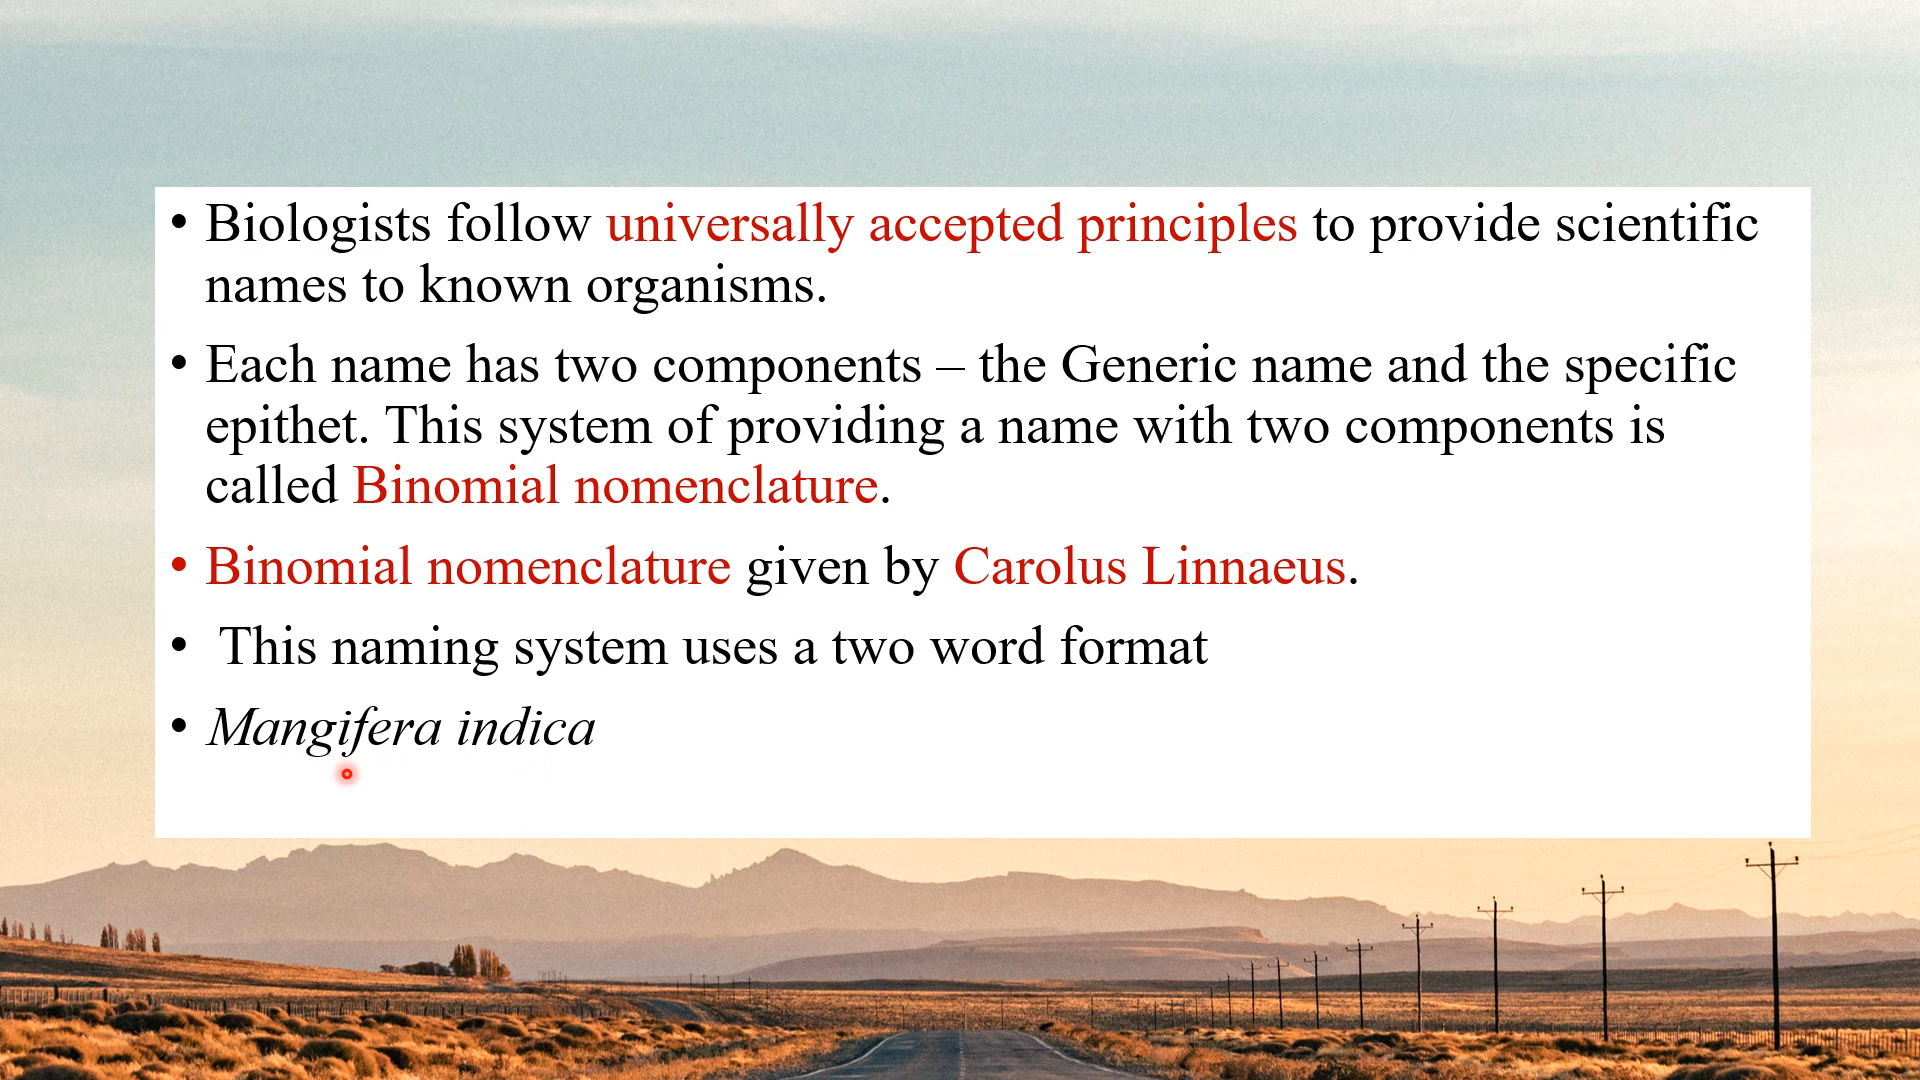 • Biologists follow universally accepted principles to provide scientific
names to known organisms.
• Each name has two components – the Generic name and the specific
epithet. This system of providing a name with two components is
called Binomial nomenclature.
• Binomial nomenclature given by Carolus Linnaeus.
• This naming system uses a two word format
• Mangifera indica